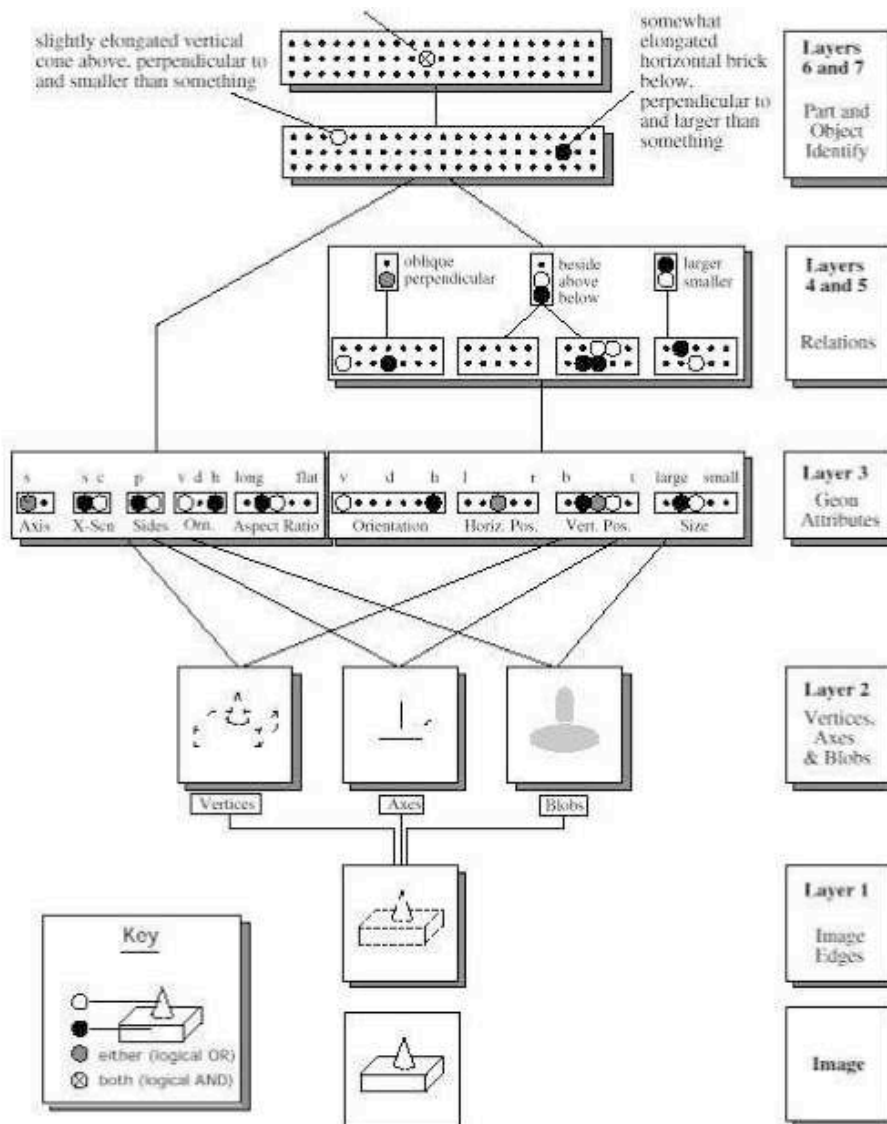 slightly elongated vertical
cone above, perpendicular to
and smaller than something
somewhat
elongated
horizontal brick
below,
perpendicular to
and larger than
something
Layers
6 and 7
Part and
Object
Identify
oblique
perpendicular
beside
above
below
larger
smaller
Layers
4 and 5
Relations
s
s c
p
v d h
long
flat
Axis
X-Scn
Sides
Orn.
Aspect Ratio
v
d
h
l
r
b
t
large
small
Orientation
Horiz. Pos.
Vert. Pos.
Size
Layer 3
Geon
Attributes
Vertices
Axes
Blobs
Layer 2
Vertices,
Axes
& Blobs
Layer 1
Image
Edges
Key
either (logical OR)
both (logical AND)
Image